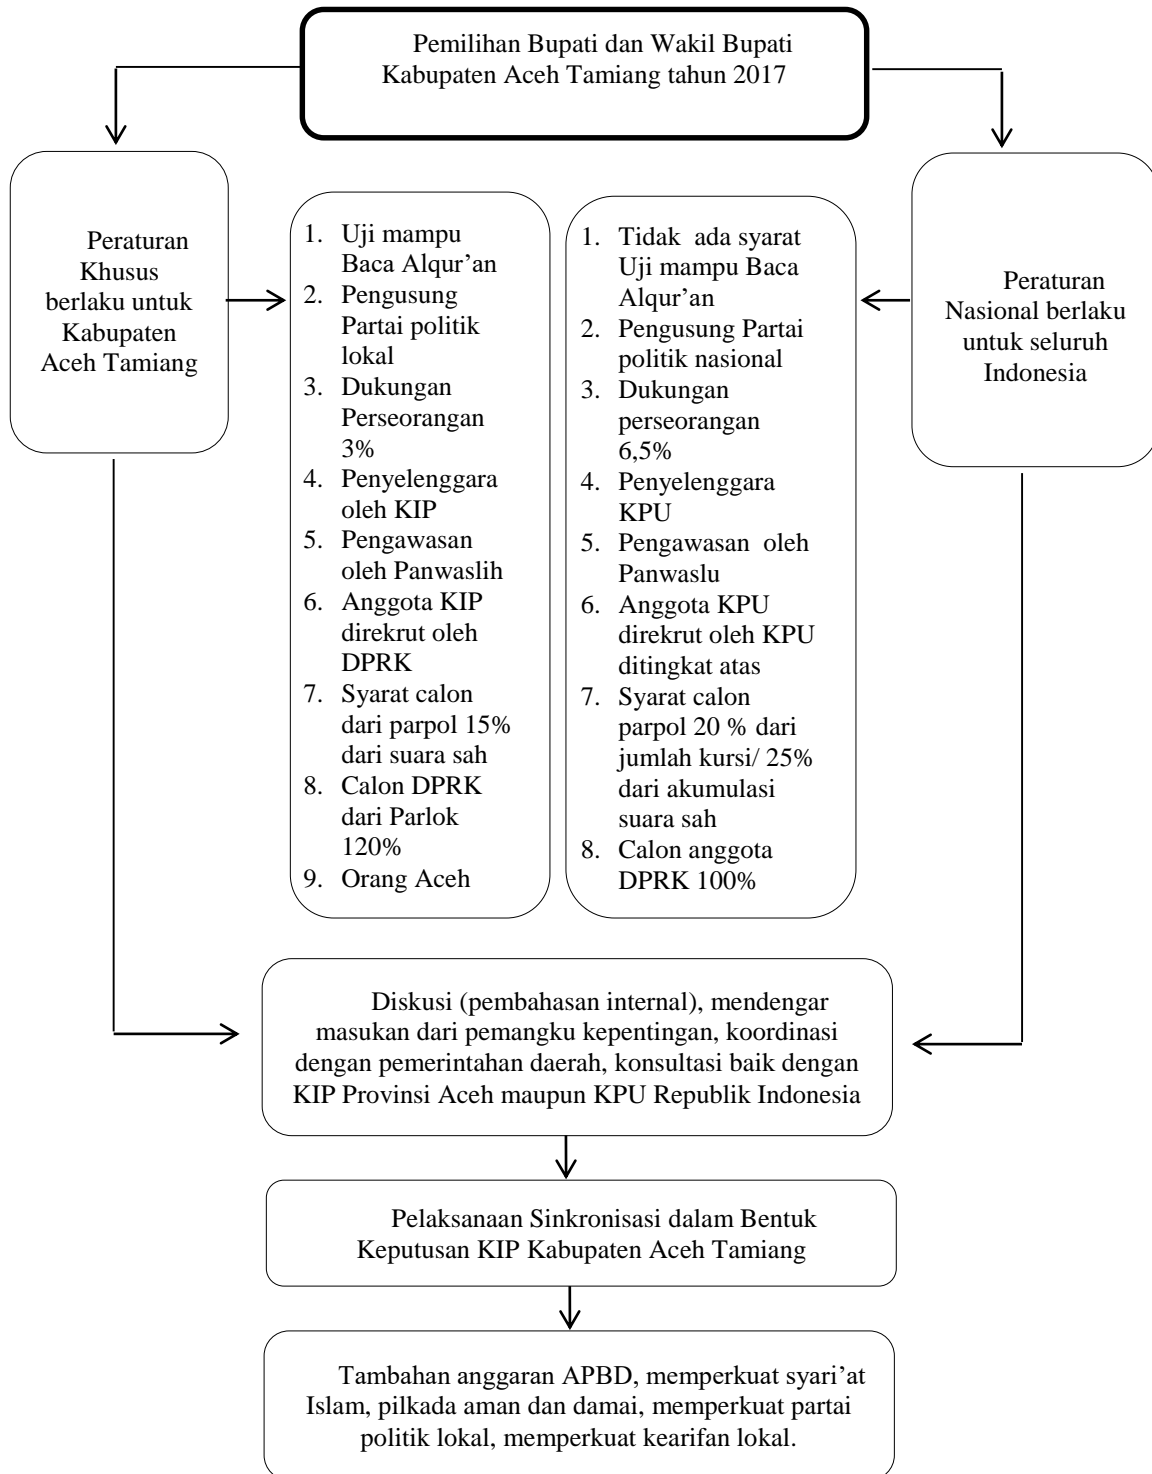 Pemilihan Bupati dan Wakil Bupati
Kabupaten Aceh Tamiang tahun 2017
Peraturan
Khusus
berlaku untuk
Kabupaten
Aceh Tamiang
1. Uji mampu
Baca Alqur’an
2. Pengusung
Partai politik
lokal
3. Dukungan
Perseorangan
3%
4. Penyelenggara
oleh KIP
5. Pengawasan
oleh Panwaslih
6. Anggota KIP
direkrut oleh
DPRK
7. Syarat calon
dari parpol 15%
dari suara sah
8. Calon DPRK
dari Parlok
120%
9. Orang Aceh
1. Tidak ada syarat
Uji mampu Baca
Alqur’an
2. Pengusung Partai
politik nasional
3. Dukungan
perseorangan
6,5%
4. Penyelenggara
KPU
5. Pengawasan oleh
Panwaslu
6. Anggota KPU
direkrut oleh KPU
ditingkat atas
7. Syarat calon
parpol 20 % dari
jumlah kursi/ 25%
dari akumulasi
suara sah
8. Calon anggota
DPRK 100%
Peraturan
Nasional berlaku
untuk seluruh
Indonesia
Diskusi (pembahasan internal), mendengar
masukan dari pemangku kepentingan, koordinasi
dengan pemerintahan daerah, konsultasi baik dengan
KIP Provinsi Aceh maupun KPU Republik Indonesia
Pelaksanaan Sinkronisasi dalam Bentuk
Keputusan KIP Kabupaten Aceh Tamiang
Tambahan anggaran APBD, memperkuat syari’at
Islam, pilkada aman dan damai, memperkuat partai
politik lokal, memperkuat kearifan lokal.